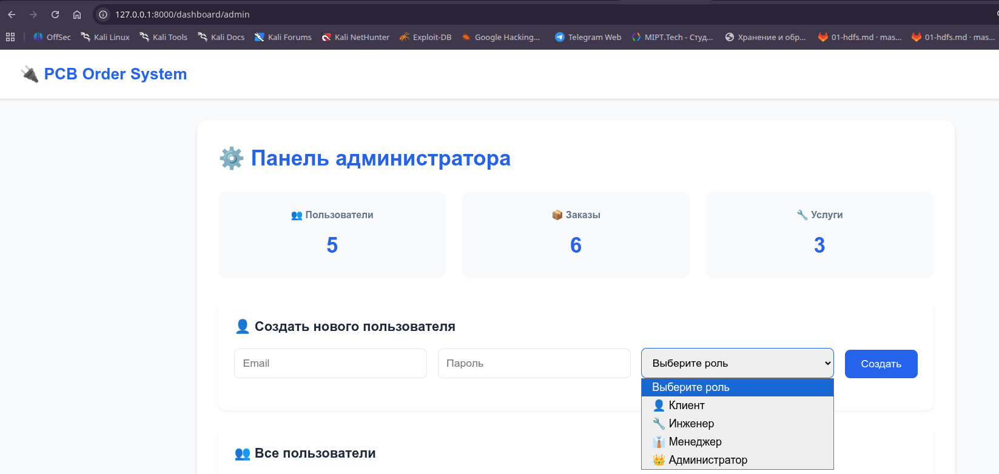 127.0.0.1:8000/dashboard/admin
OffSec Kali Linux Kali Tools Kali Docs Kali Forums Kali NetHunter Exploit-DB Google Hacking... Telegram Web MIPT.Tech - Студ... Хранение и обр... 01-hdfs.md · mas... 01-hdfs.md · mas...
PCB Order System
Панель администратора
Пользователи Заказы Услуги
5 6 3
Создать нового пользователя
Email Пароль Выберите роль Создать
Выберите роль
Клиент
Инженер
Менеджер
Администратор
Все пользователи